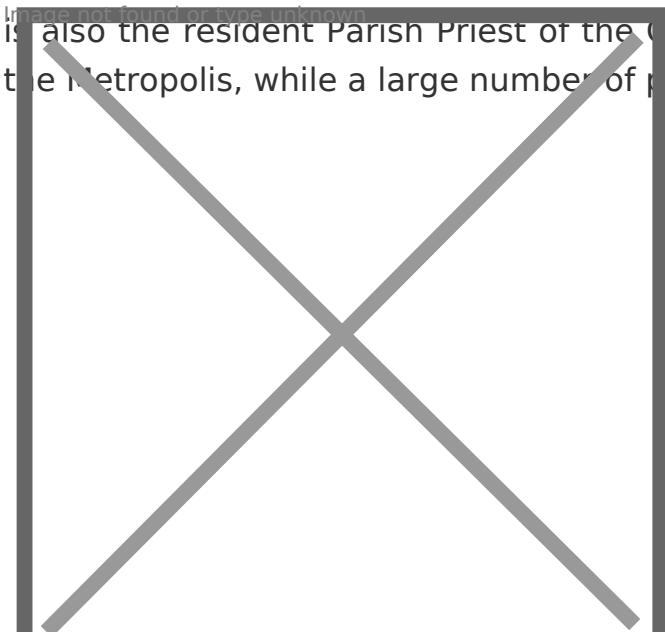 Image not found or type unknown
is also the resident Parish Priest of the
the Metropolis, while a large number of